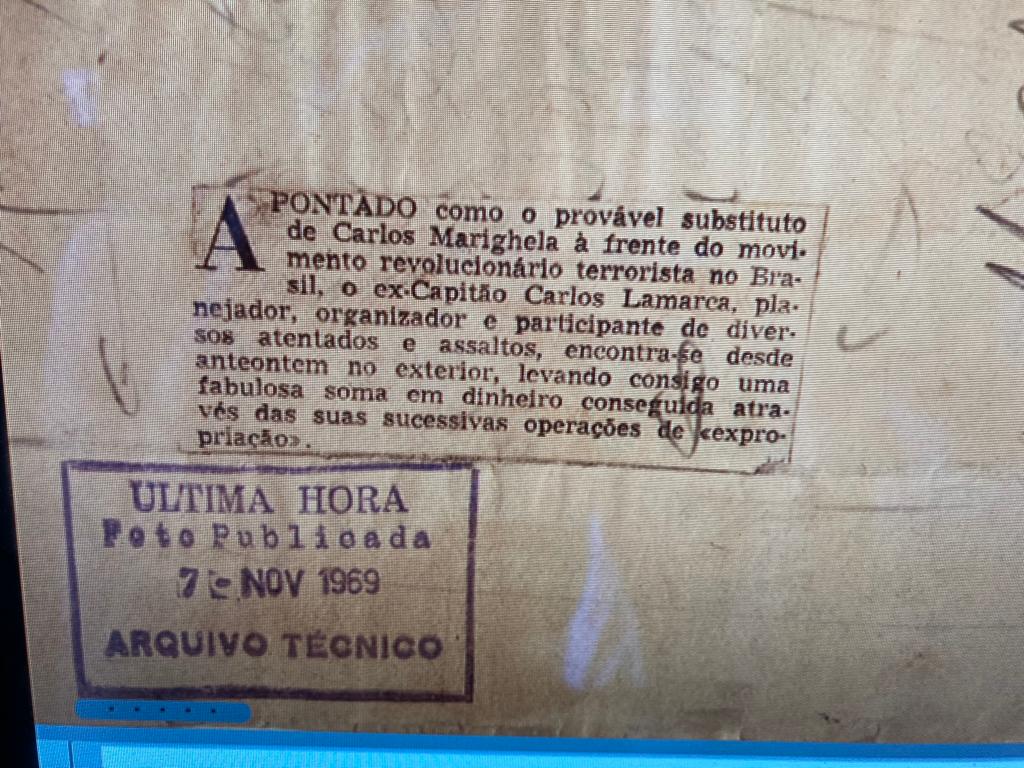 APONTADO como o provável substituto
de Carlos Marighela à frente do movi-
mento revolucionário terrorista no Bra-
sil, o ex-Capitão Carlos Lamarca, pla-
nejador, organizador e participante de diver-
sos atentados e assaltos, encontra-se desde
anteontem no exterior, levando consigo uma
fabulosa soma em dinheiro conseguida atra-
vés das suas sucessivas operações de «expro-
priação».
ULTIMA HORA
Foto Publicada
7 - NOV 1969
ARQUIVO TÉCNICO